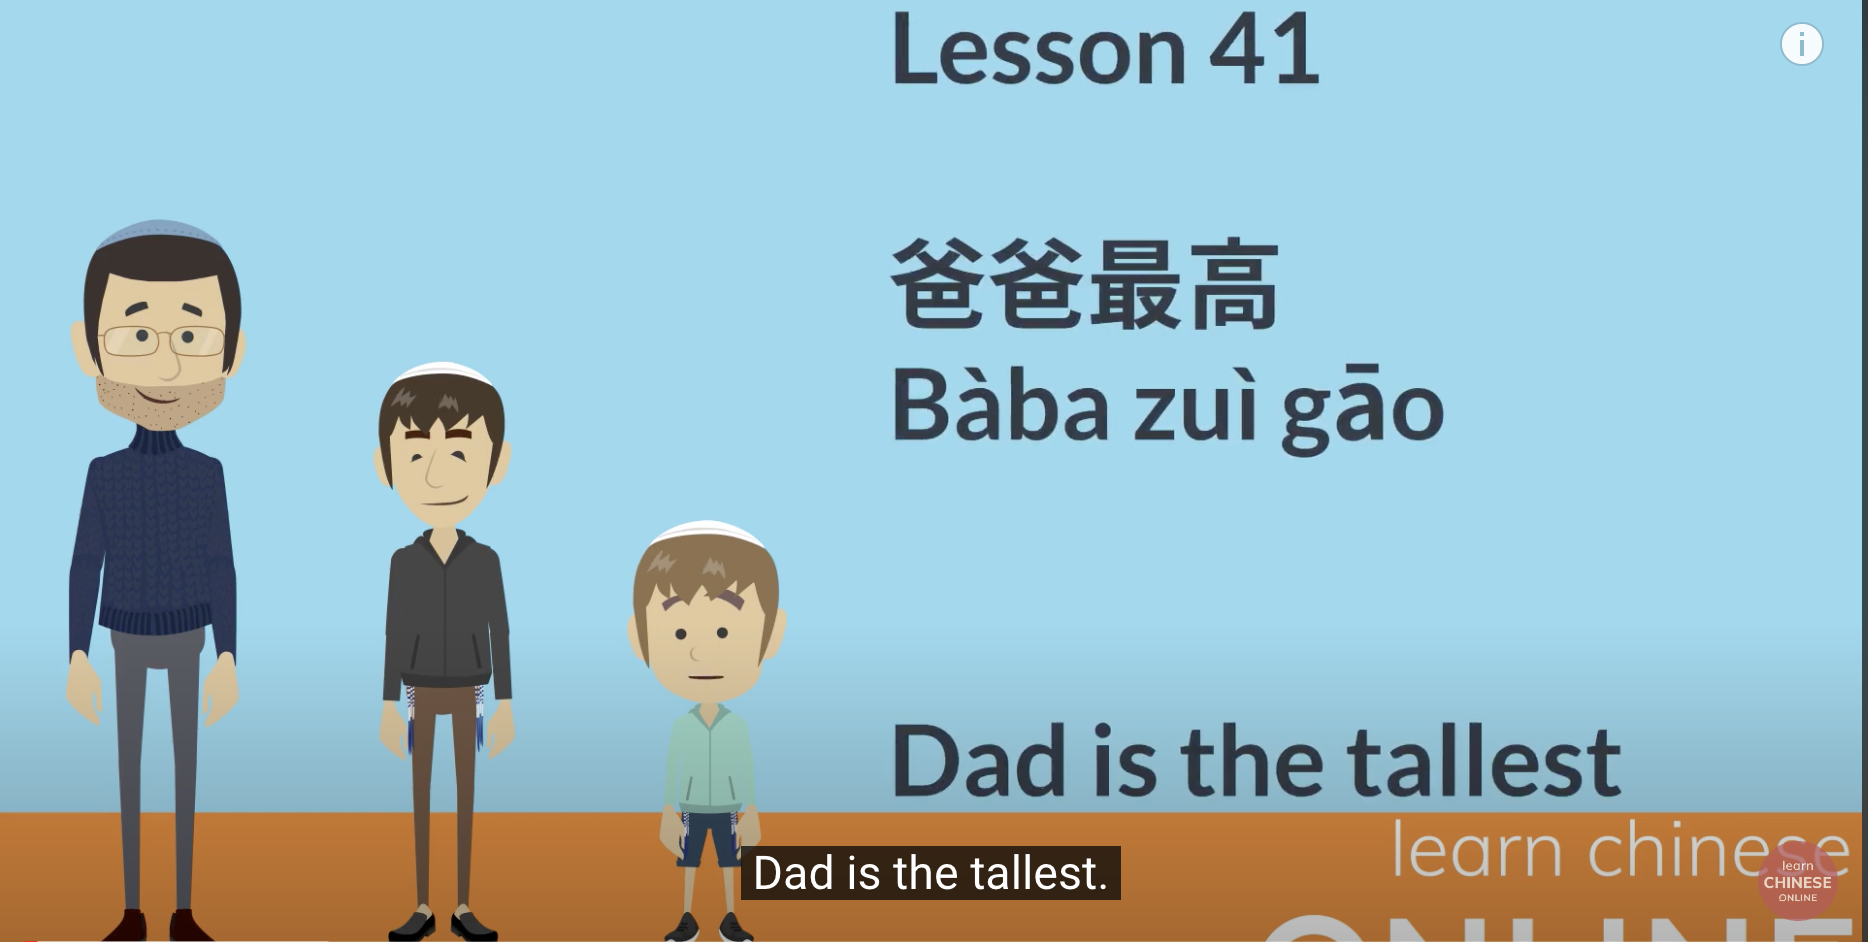 Lesson 41
爸爸最高
Bàba zuì gāo
Dad is the tallest
learn chinese
ONLINE
Dad is the tallest.
learn
CHINESE
ONLINE